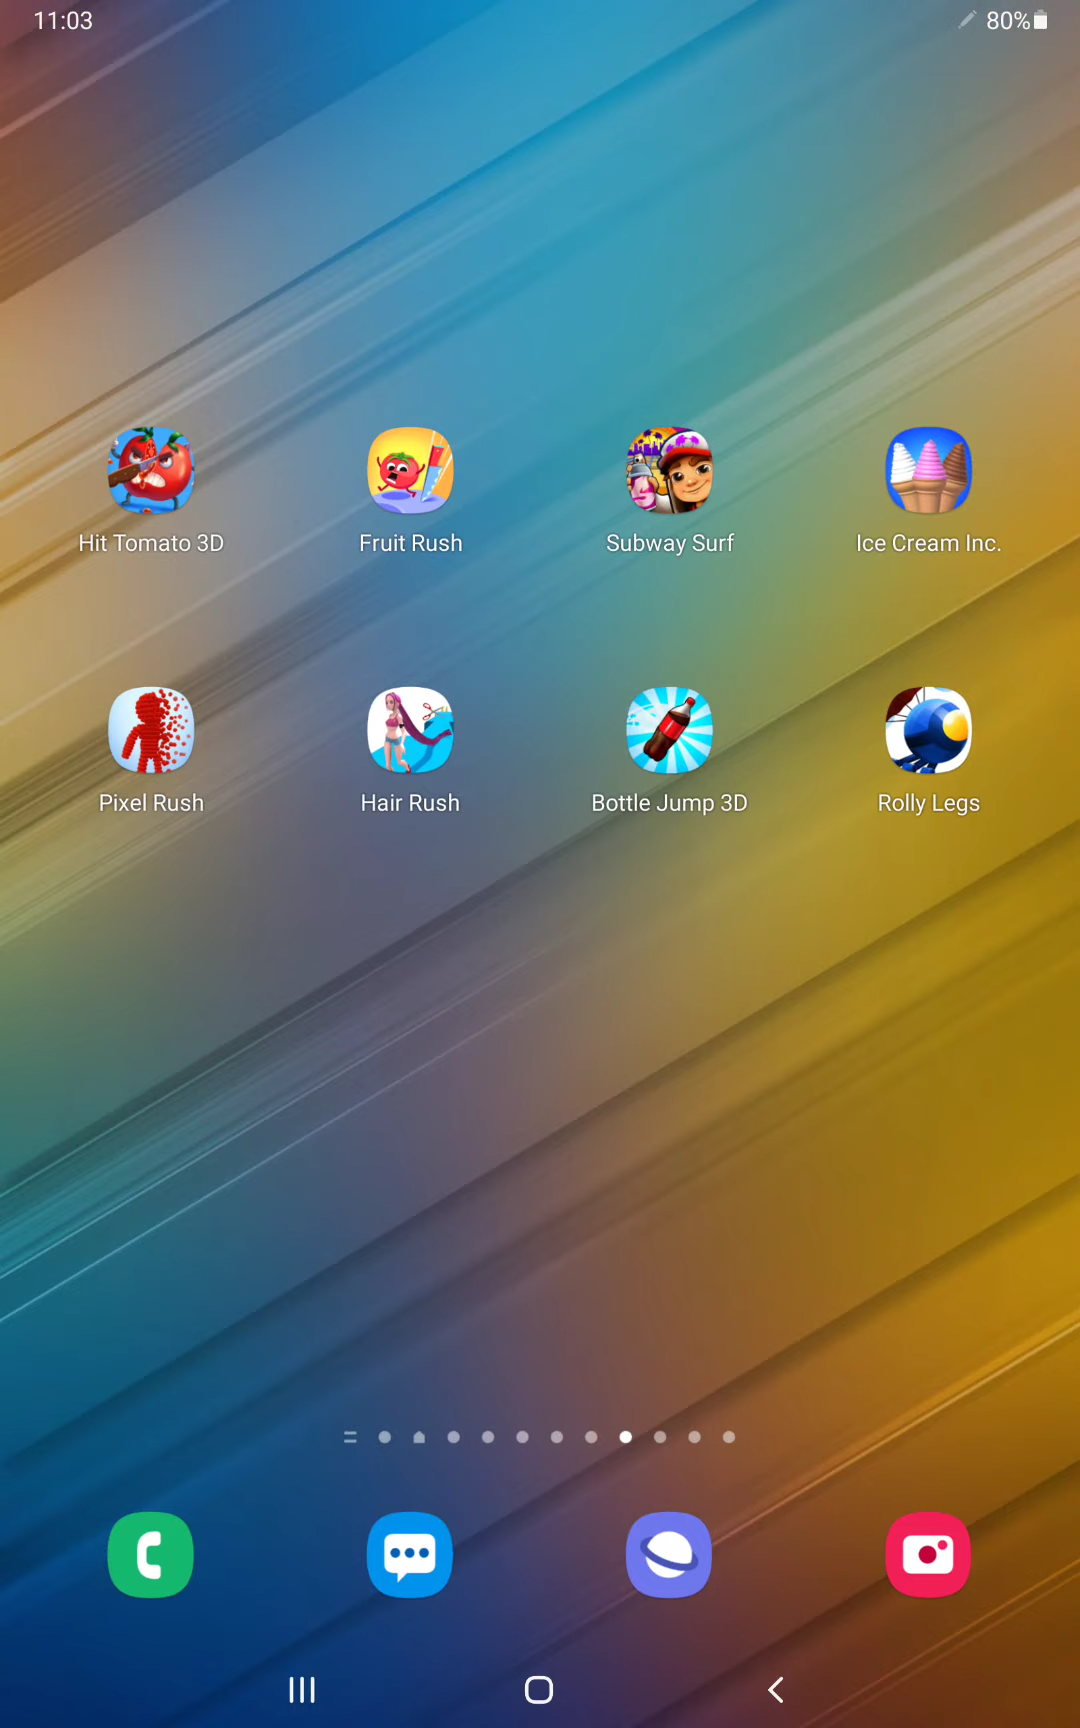 11:03
80%
Hit Tomato 3D
Fruit Rush
Subway Surf
Ice Cream Inc.
Pixel Rush
Hair Rush
Bottle Jump 3D
Rolly Legs